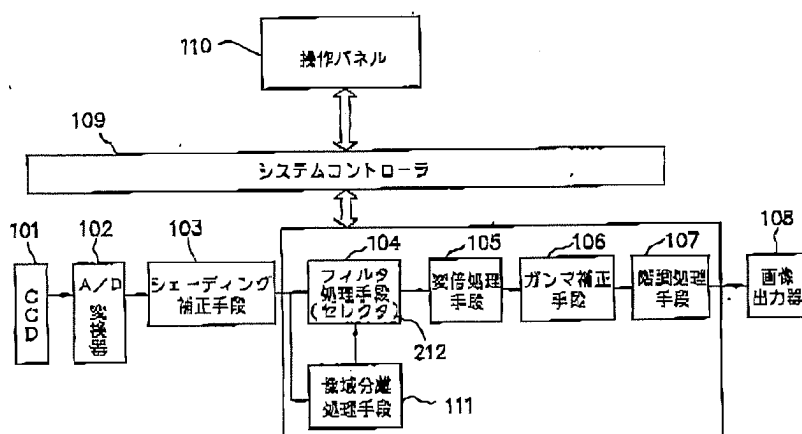 110
操作パネル
109
システムコントローラ
101
102
103
104
105
106
107
108
CCD
A/D
変換器
シェーディング
補正手段
フィルタ
処理手段
(セレクタ)
変倍処理
手段
ガンマ補正
手段
階調処理
手段
画像
出力器
212
像域分離
処理手段
111